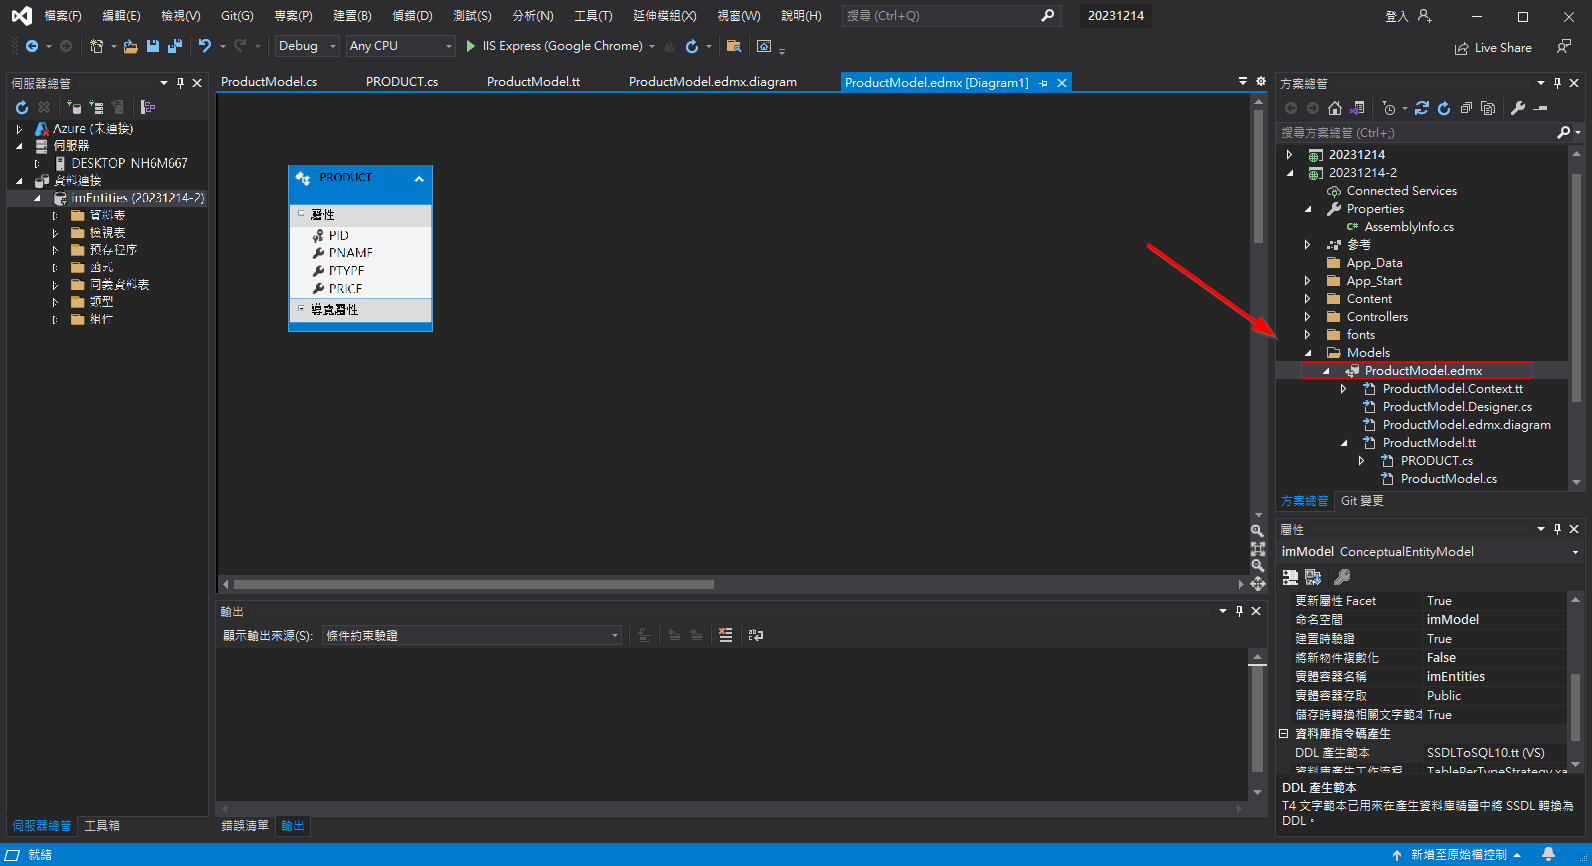 檔案(F) 編輯(E) 檢視(V) Git(G) 專案(P) 建置(B) 偵錯(D) 測試(S) 分析(N) 工具(T) 延伸模組(X) 視窗(W) 說明(H) 搜尋 (Ctrl+Q) 20231214 登入
Debug Any CPU IIS Express (Google Chrome) Live Share
伺服器總管
Azure (未連接)
伺服器
DESKTOP NH6M667
資料連接
imEntities (20231214-2)
資料表
檢視表
預存程序
函式
同義資料表
類型
組件
伺服器總管 工具箱
ProductModel.cs PRODUCT.cs ProductModel.tt ProductModel.edmx.diagram ProductModel.edmx [Diagram1]
PRODUCT
屬性
PID
PNAME
PTYPE
PRICE
導覽屬性
輸出
顯示輸出來源(S): 條件約束驗證
錯誤清單 輸出
方案總管
搜尋方案總管 (Ctrl+;)
20231214
20231214-2
Connected Services
Properties
AssemblyInfo.cs
參考
App_Data
App_Start
Content
Controllers
fonts
Models
ProductModel.edmx
ProductModel.Context.tt
ProductModel.Designer.cs
ProductModel.edmx.diagram
ProductModel.tt
PRODUCT.cs
ProductModel.cs
方案總管 Git 變更
屬性
imModel ConceptualEntityModel
更新屬性 Facet True
命名空間 imModel
建置時驗證 True
將新物件複數化 False
實體容器名稱 imEntities
實體容器存取 Public
儲存時轉換相關文字範本 True
資料庫指令碼產生
DDL 產生範本 SSDLToSQL10.tt (VS)
資料庫產生工作流程 TablePerTypeStrategy.xa
DDL 產生範本
T4 文字範本已用來在產生資料庫精靈中將 SSDL 轉換為
DDL。
就緒 新增至原始檔控制